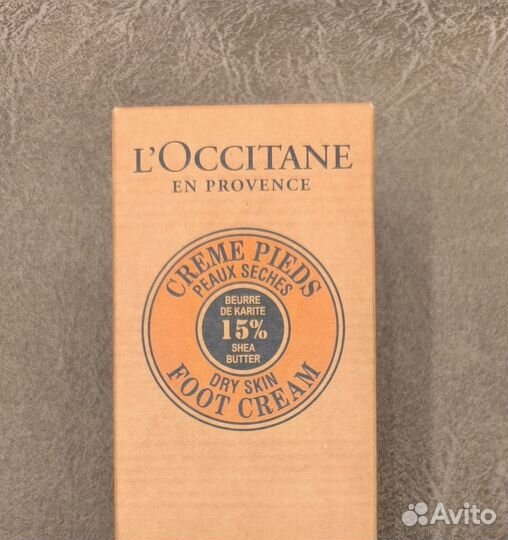 L'OCCITANE
EN PROVENCE
CREME PIEDS
PEAUX SECHES
BEURRE
DE KARITE
15%
SHEA
BUTTER
DRY SKIN
FOOT CREAM
Avito